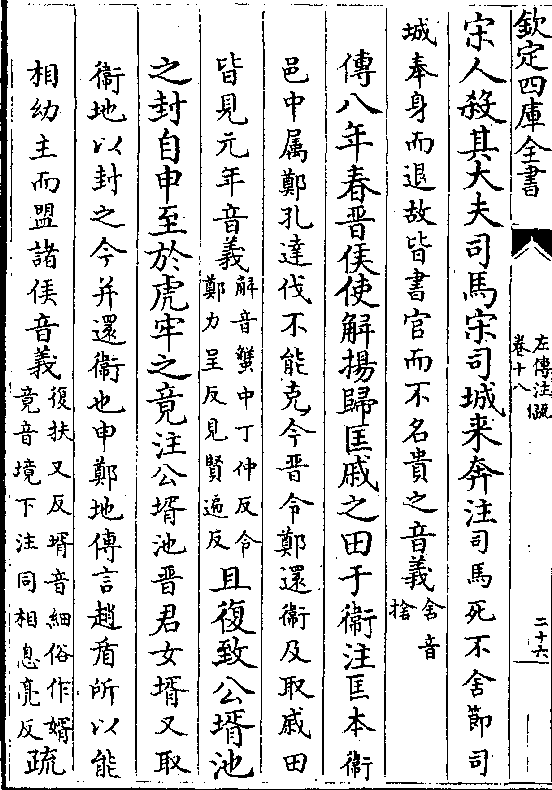 欽定四庫全書
左傳注疏
卷十八
二十六
宋人殺其大夫司馬宋司城来奔注司馬死不舍節司
城奉身而退故皆書官而不名貴之音義舍音
捨
傳八年春晋侯使解揚歸匡戚之田于衛注匡本衛
邑中属鄭孔達伐不能克今晋令鄭還衛及取戚田
皆見元年音義解音蟹中丁仲反令
鄭力呈反見賢遍反
且復致公壻池
之封自申至於虎牢之竟注公壻池晋君女壻又取
衛地以封之今并還衛也申鄭地傳言趙盾所以能
相幼主而盟諸侯音義復扶又反壻音細俗作婿
竟音境下注同相息亮反
疏